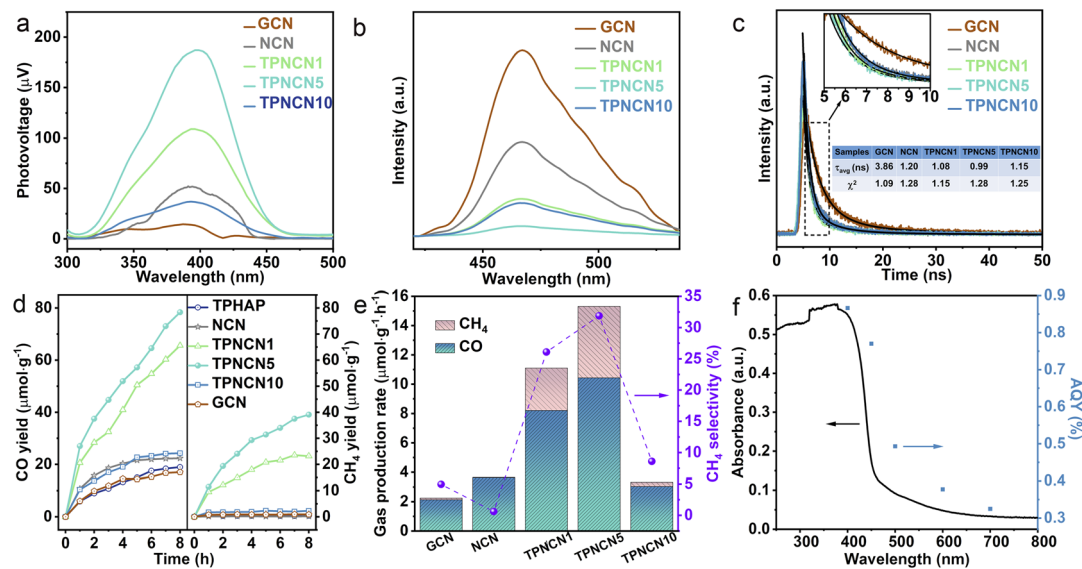 a
GCN
NCN
TPNCN1
TPNCN5
TPNCN10
Photovoltage (μV)
200
150
100
50
0
300 350 400 450 500
Wavelength (nm)
b
GCN
NCN
TPNCN1
TPNCN5
TPNCN10
Intensity (a.u.)
450 500
Wavelength (nm)
c
GCN
NCN
TPNCN1
TPNCN5
TPNCN10
5 6 7 8 9 10
Samples GCN NCN TPNCN1 TPNCN5 TPNCN10
τavg (ns) 3.86 1.20 1.08 0.99 1.15
χ² 1.09 1.28 1.15 1.28 1.25
Intensity (a.u.)
0 10 20 30 40 50
Time (ns)
d
TPHAP
NCN
TPNCN1
TPNCN5
TPNCN10
GCN
CO yield (μmol·g⁻¹)
80
60
40
20
0
CH₄ yield (μmol·g⁻¹)
80
70
60
50
40
30
20
10
0
0 2 4 6 8 0 2 4 6 8
Time (h)
e
CH₄
CO
Gas production rate (μmol·g⁻¹·h⁻¹)
16
14
12
10
8
6
4
2
0
CH₄ selectivity (%)
35
30
25
20
15
10
5
0
GCN NCN TPNCN1 TPNCN5 TPNCN10
f
Absorbance (a.u.)
0.6
0.5
0.4
0.3
0.2
0.1
0.0
AQY (%)
0.9
0.8
0.7
0.6
0.5
0.4
0.3
300 400 500 600 700 800
Wavelength (nm)